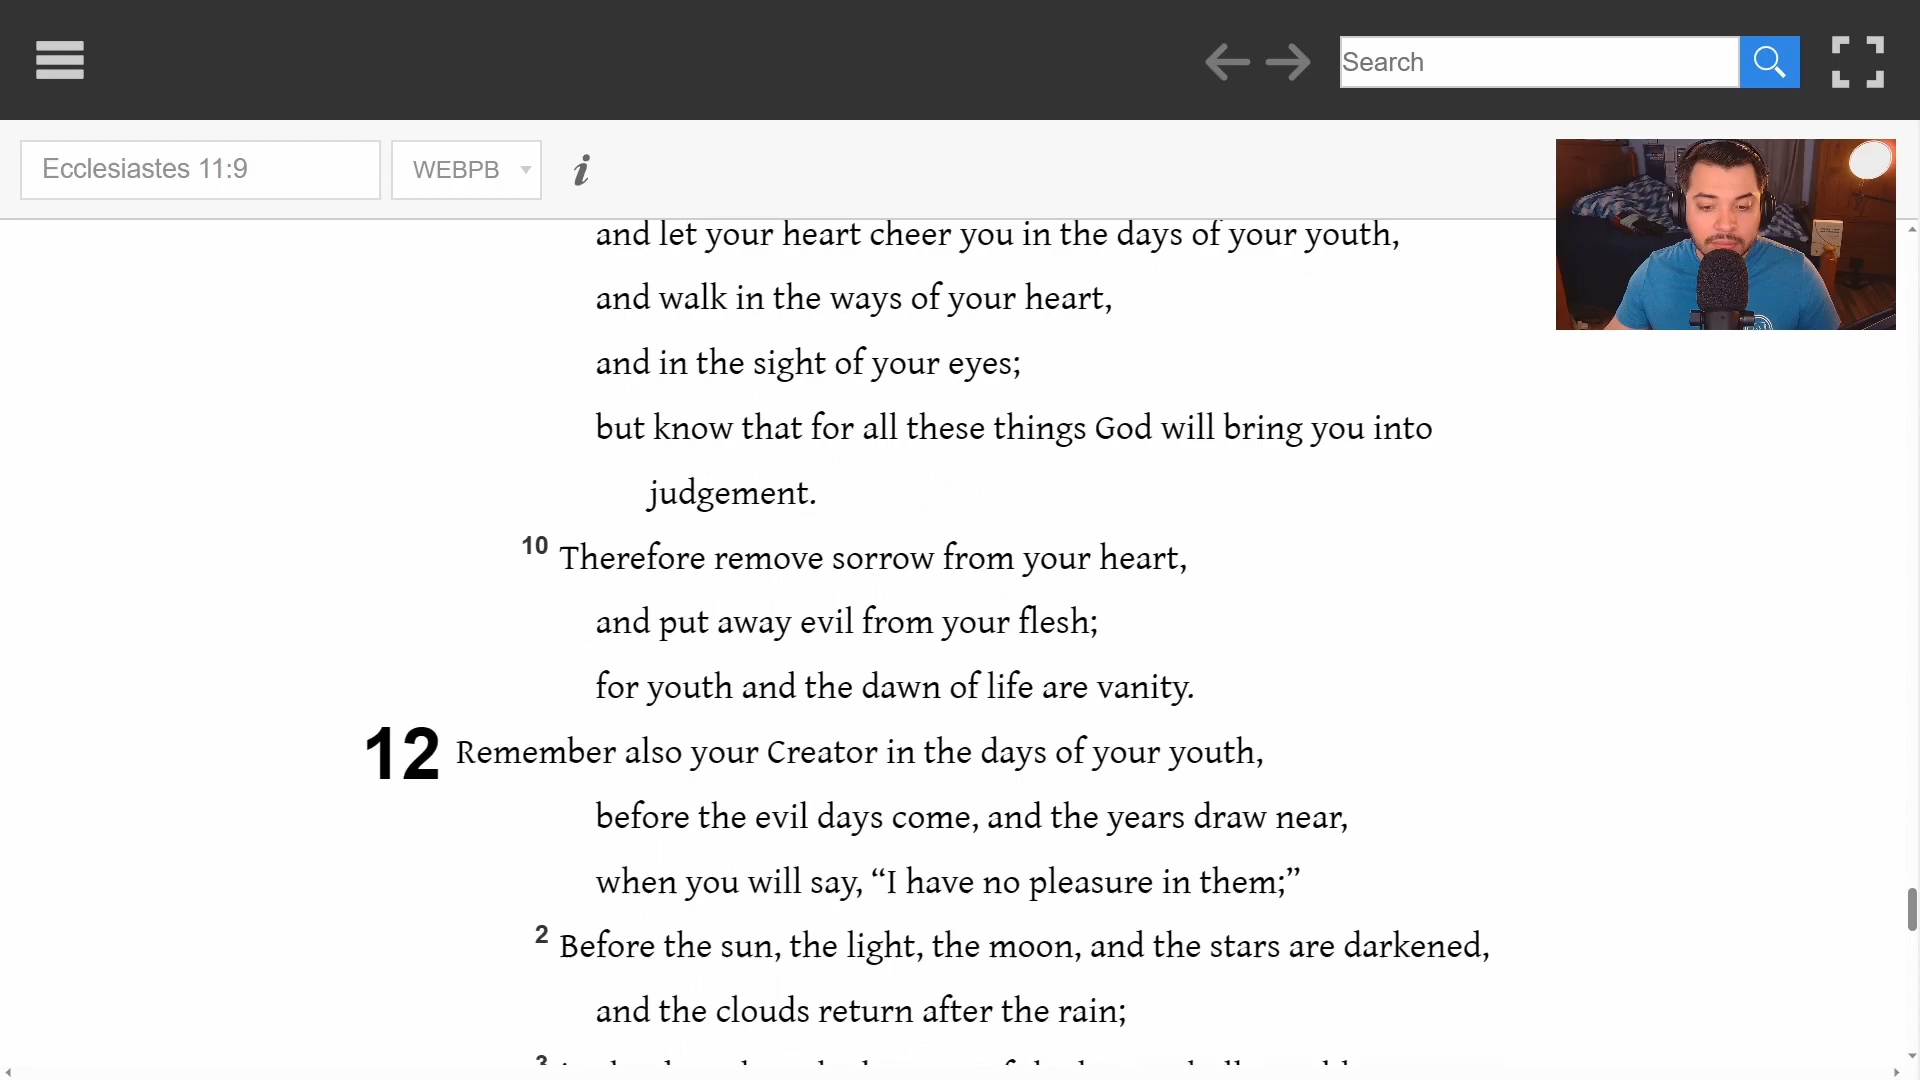 Search
Ecclesiastes 11:9
WEBPB
i
and let your heart cheer you in the days of your youth,
and walk in the ways of your heart,
and in the sight of your eyes;
but know that for all these things God will bring you into
judgement.
10 Therefore remove sorrow from your heart,
and put away evil from your flesh;
for youth and the dawn of life are vanity.
12 Remember also your Creator in the days of your youth,
before the evil days come, and the years draw near,
when you will say, “I have no pleasure in them;”
2 Before the sun, the light, the moon, and the stars are darkened,
and the clouds return after the rain;
3